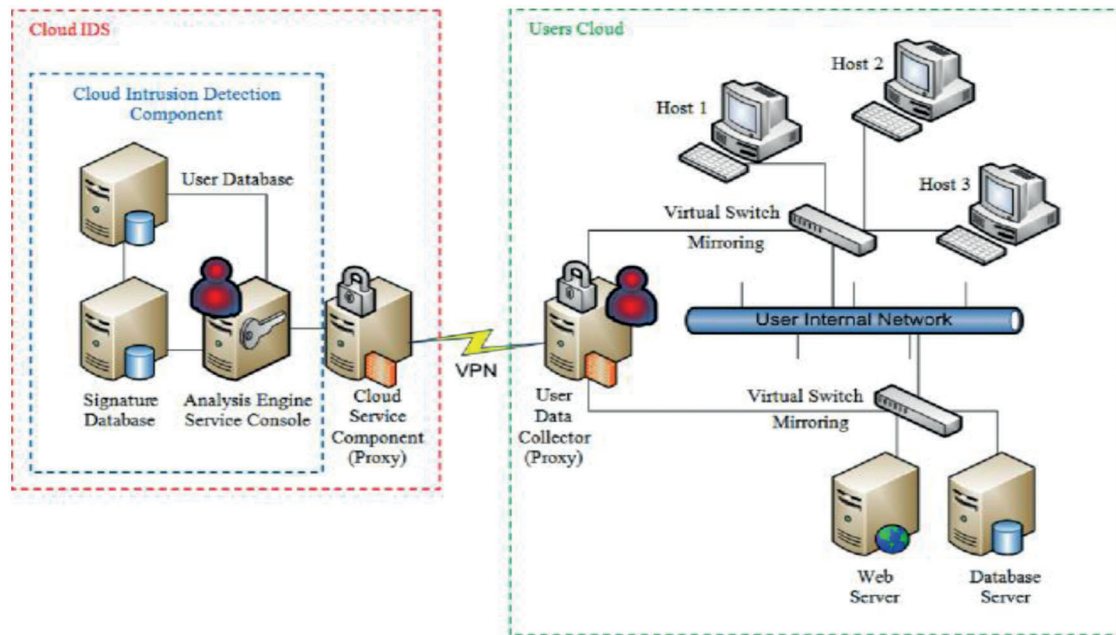 Cloud IDS
Cloud Intrusion Detection
Component
User Database
Signature
Database
Analysis Engine
Service Console
Cloud
Service
Component
(Proxy)
VPN
Users Cloud
Host 1
Host 2
Host 3
Virtual Switch
Mirroring
User Internal Network
User
Data
Collector
(Proxy)
Virtual Switch
Mirroring
Web
Server
Database
Server